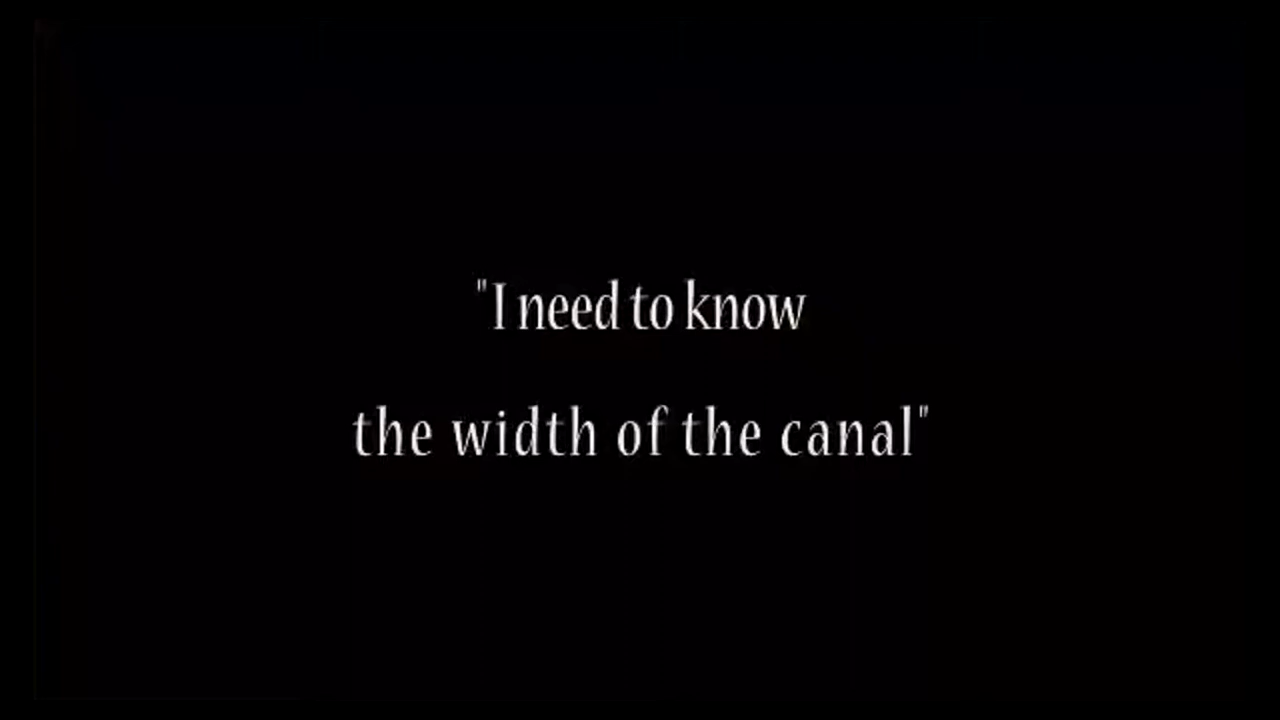 "I need to know
the width of the canal"